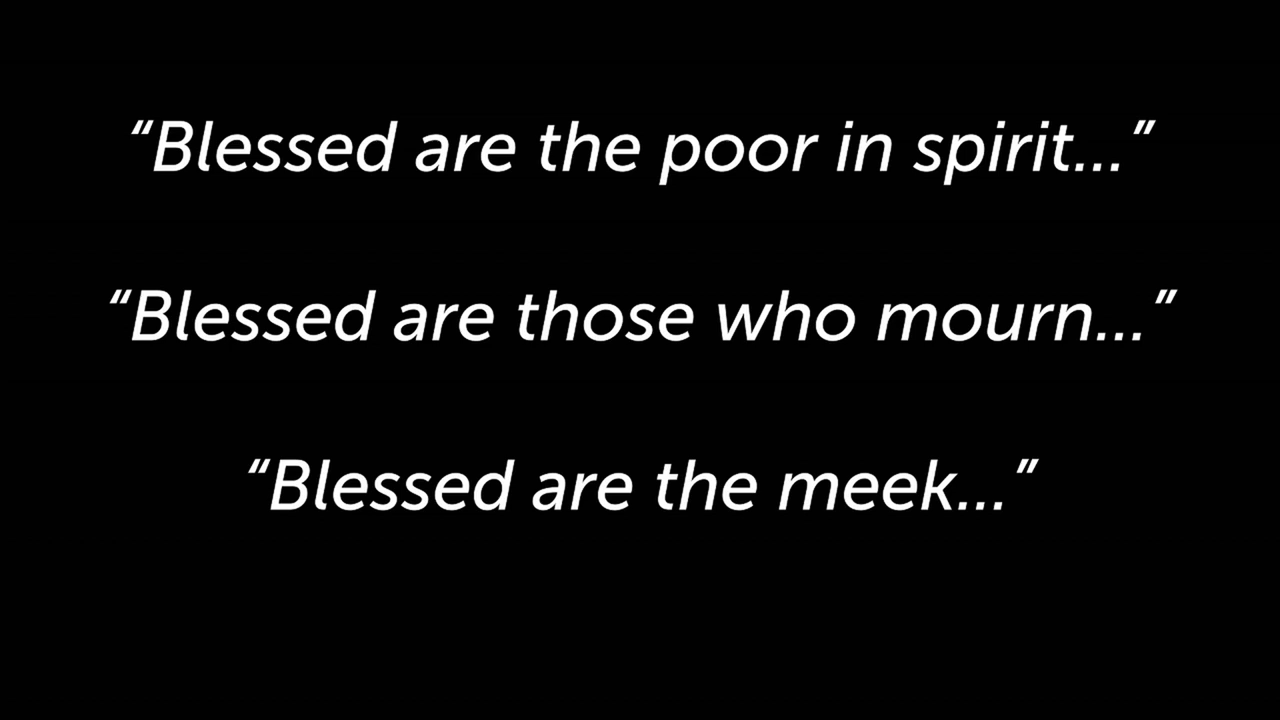 “Blessed are the poor in spirit...”
“Blessed are those who mourn...”
“Blessed are the meek...”